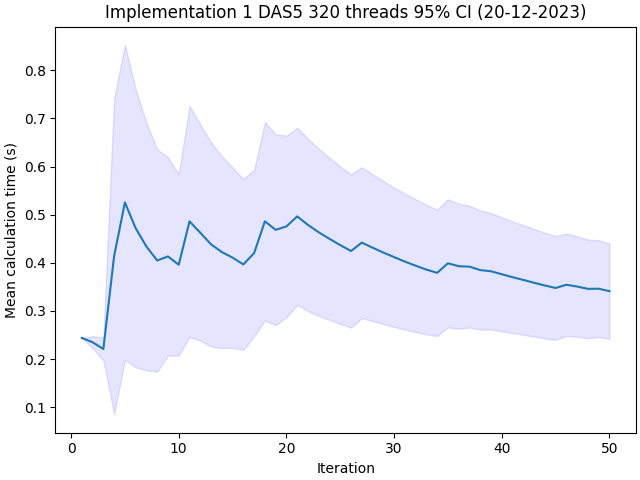 Implementation 1 DAS5 320 threads 95% CI (20-12-2023)
Mean calculation time (s)
0.8
0.7
0.6
0.5
0.4
0.3
0.2
0.1
0 10 20 30 40 50
Iteration